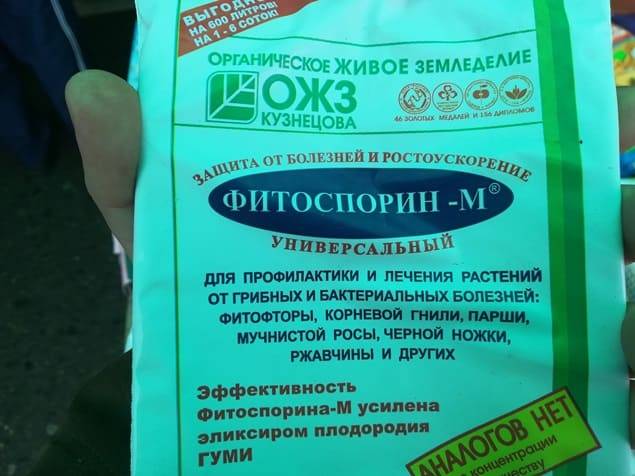 ВЫГОДНО
НА 600 ЛИТРОВ!
НА 1 - 6 СОТОК!
ОРГАНИЧЕСКОЕ ЖИВОЕ ЗЕМЛЕДЕЛИЕ
ОЖЗ
КУЗНЕЦОВА
46 ЗОЛОТЫХ МЕДАЛЕЙ И 156 ДИПЛОМОВ
ЗАЩИТА ОТ БОЛЕЗНЕЙ И РОСТОУСКОРЕНИЕ
ФИТОСПОРИН -М®
УНИВЕРСАЛЬНЫЙ
ДЛЯ ПРОФИЛАКТИКИ И ЛЕЧЕНИЯ РАСТЕНИЙ
ОТ ГРИБНЫХ И БАКТЕРИАЛЬНЫХ БОЛЕЗНЕЙ:
ФИТОФТОРЫ, КОРНЕВОЙ ГНИЛИ, ПАРШИ,
МУЧНИСТОЙ РОСЫ, ЧЕРНОЙ НОЖКИ,
РЖАВЧИНЫ И ДРУГИХ
Эффективность
Фитоспорина-М усилена
эликсиром плодородия
ГУМИ
АНАЛОГОВ НЕТ
концентрации